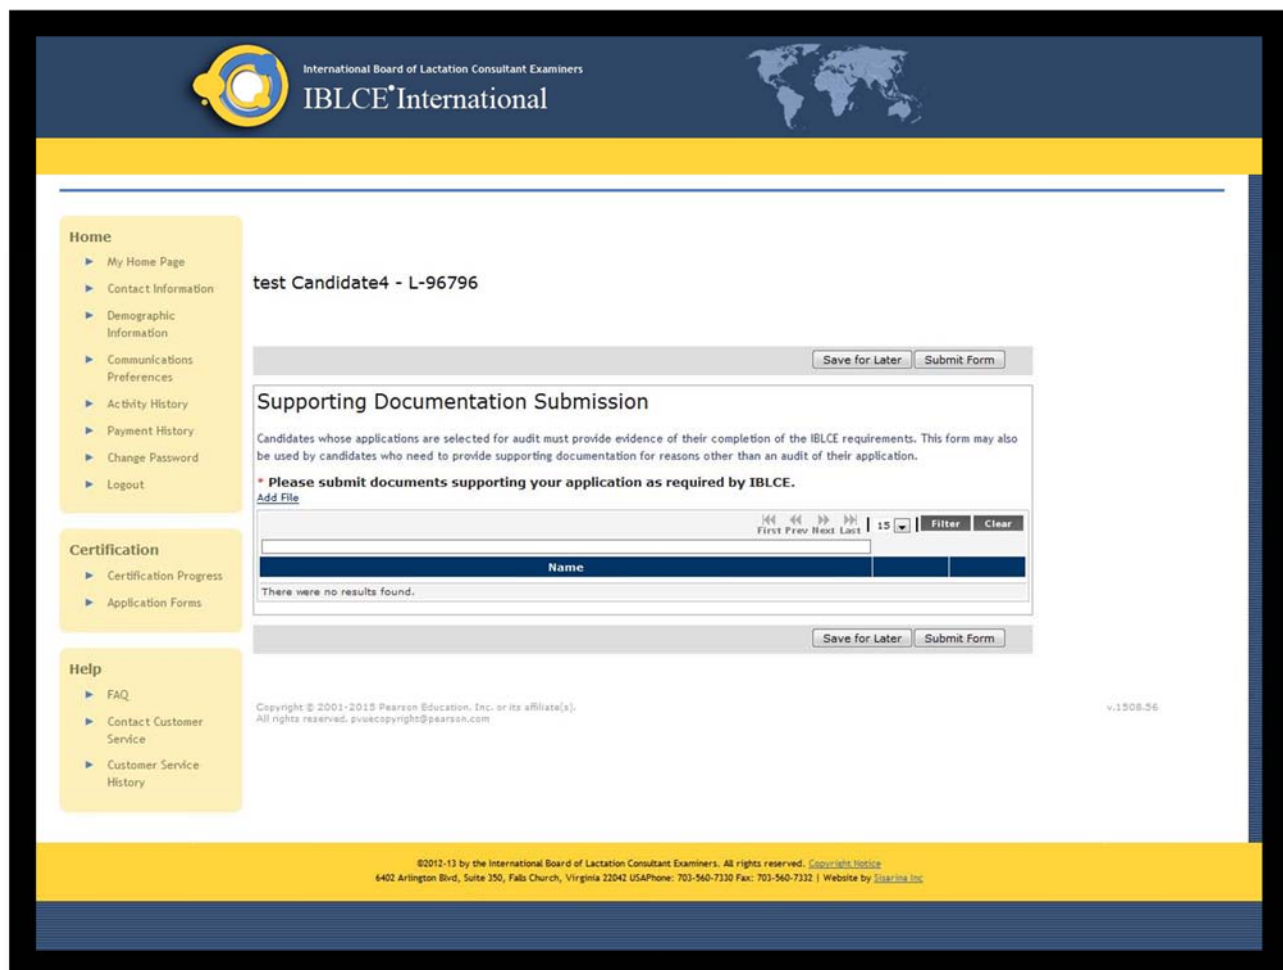 International Board of Lactation Consultant Examiners
IBLCE International
Home
My Home Page
Contact Information
Demographic
Information
Communications
Preferences
Activity History
Payment History
Change Password
Logout
Certification
Certification Progress
Application Forms
Help
FAQ
Contact Customer
Service
Customer Service
History
test Candidate4 - L-96796
Save for Later Submit Form
Supporting Documentation Submission
Candidates whose applications are selected for audit must provide evidence of their completion of the IBLCE requirements. This form may also
be used by candidates who need to provide supporting documentation for reasons other than an audit of their application.
* Please submit documents supporting your application as required by IBLCE.
Add File
First Prev Next Last 15 Filter Clear
Name
There were no results found.
Save for Later Submit Form
Copyright © 2001-2015 Pearson Education, Inc. or its affiliate(s).
All rights reserved. pvuecopyright@pearson.com
v.1508.56
©2012-13 by the International Board of Lactation Consultant Examiners. All rights reserved. Copyright Notice
6402 Arlington Blvd, Suite 350, Falls Church, Virginia 22042 USAPhone: 703-560-7330 Fax: 703-560-7332 | Website by Sisarina Inc